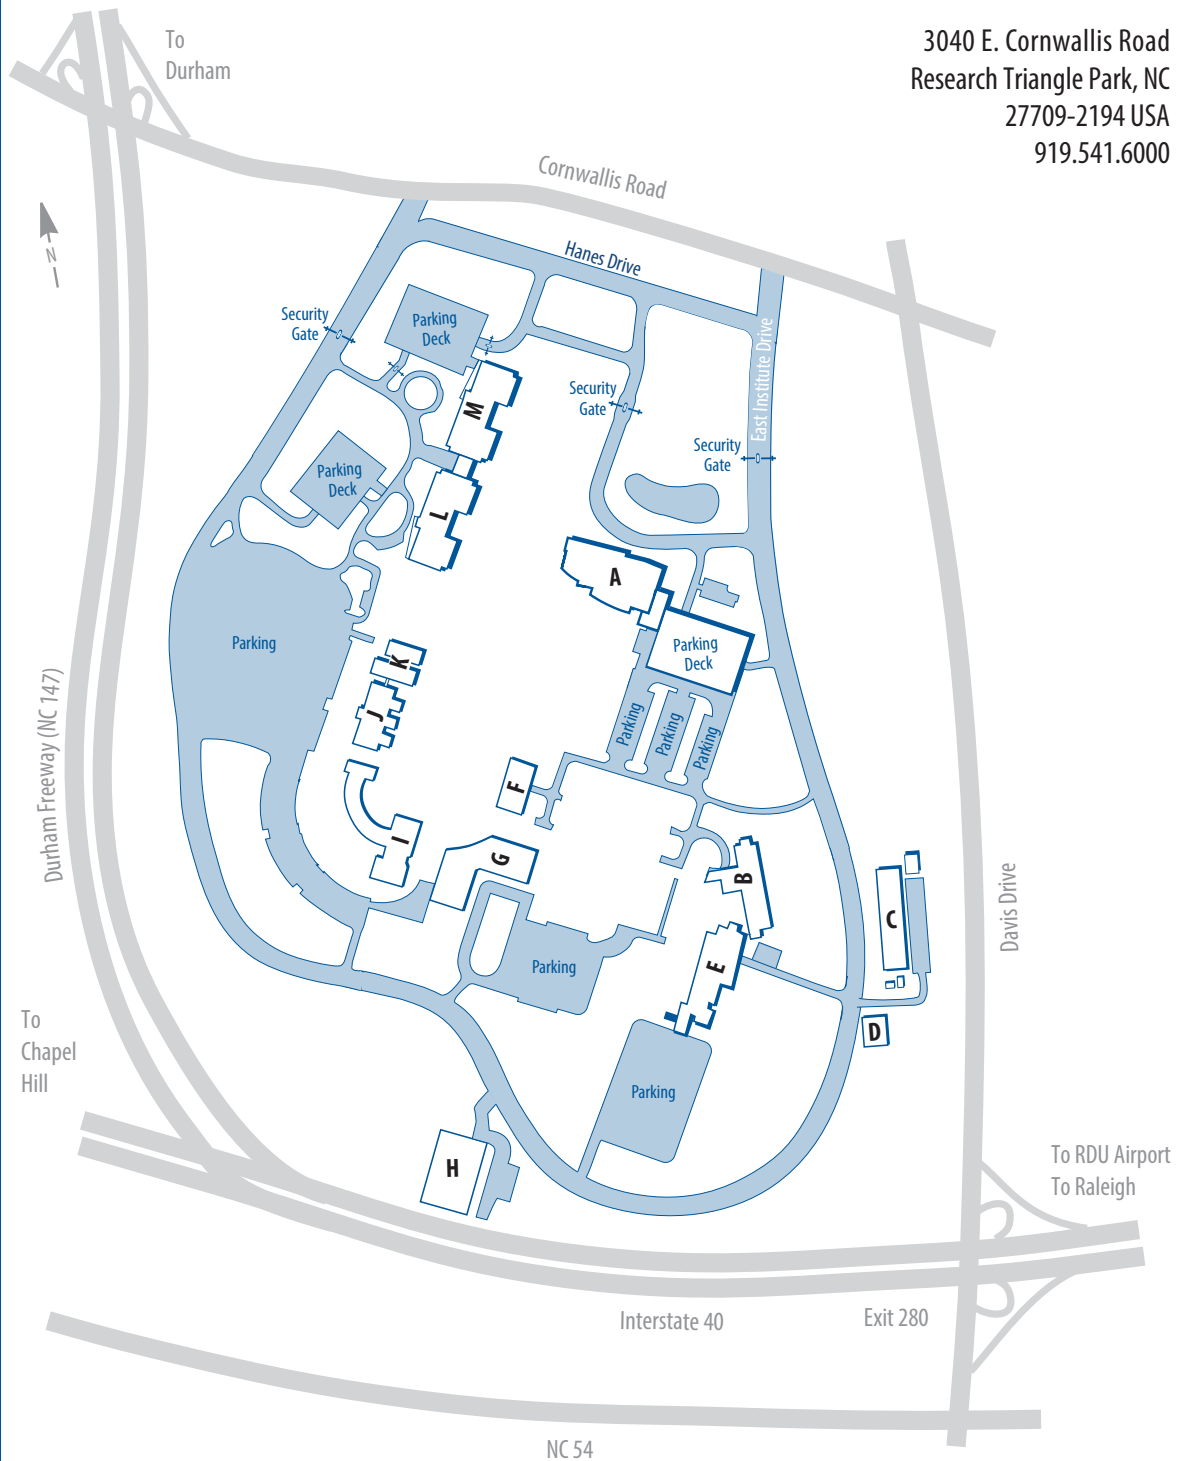 To
Durham
3040 E. Cornwallis Road
Research Triangle Park, NC
27709-2194 USA
919.541.6000
Cornwallis Road
N
Hanes Drive
Security
Gate
Parking
Deck
East Institute Drive
Security
Gate
M
Security
Gate
Parking
Deck
L
A
Parking
Parking
Deck
K
J
Parking
Parking
Parking
Durham Freeway (NC 147)
F
I
G
B
C
Davis Drive
E
Parking
D
To
Chapel
Hill
Parking
H
To RDU Airport
To Raleigh
Interstate 40
Exit 280
NC 54